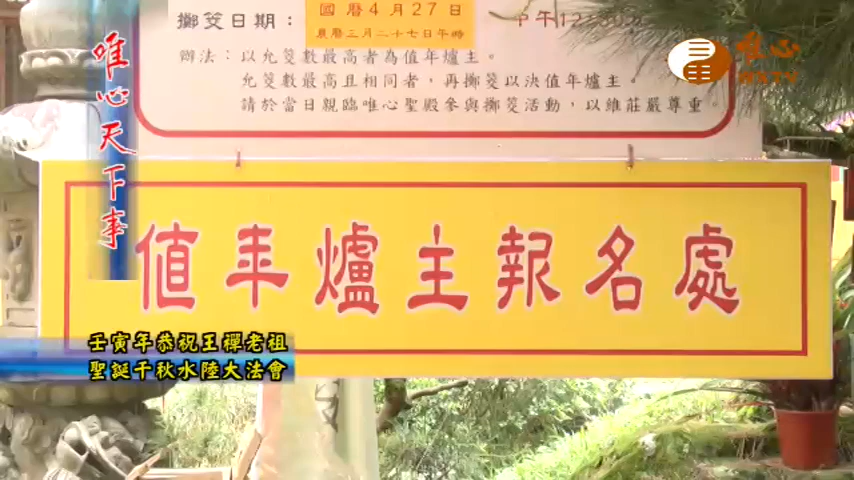 擲筊日期：
國曆4月27日
農曆三月二十七日午時
中午12:00
辦法：以允筊數最高者為值年爐主。
允筊數最高且相同者，再擲筊以決值年爐主。
請於當日親臨唯心聖殿參與擲筊活動，以維莊嚴尊重。
唯心
唯心天下事
值年爐主報名處
壬寅年恭祝王禪老祖
聖誕千秋水陸大法會